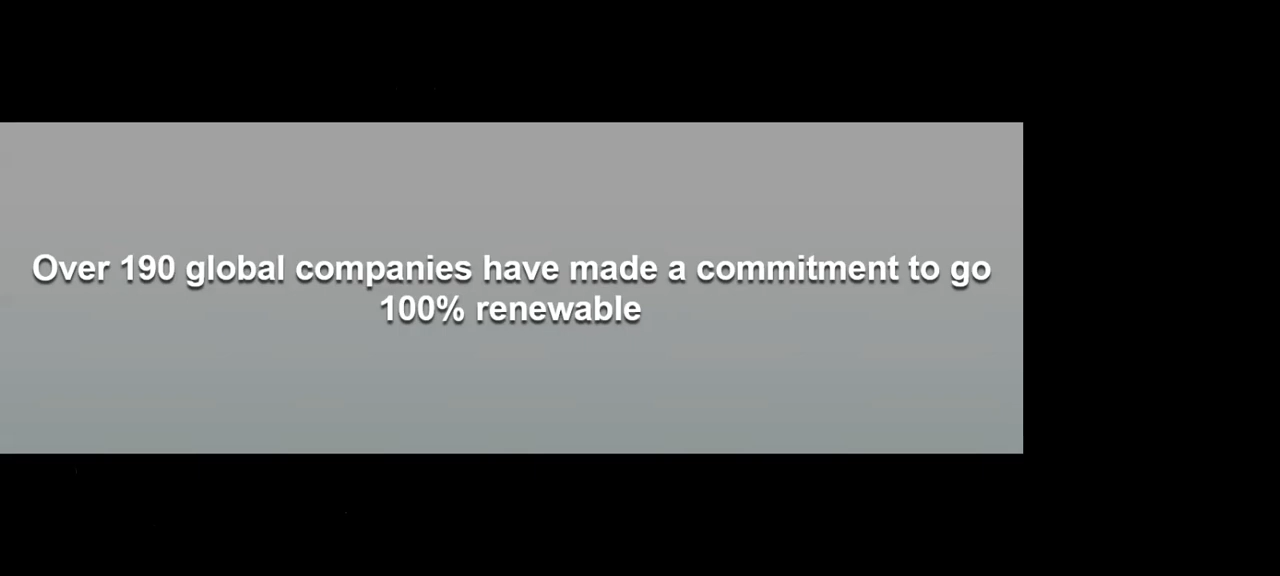 Over 190 global companies have made a commitment to go
100% renewable